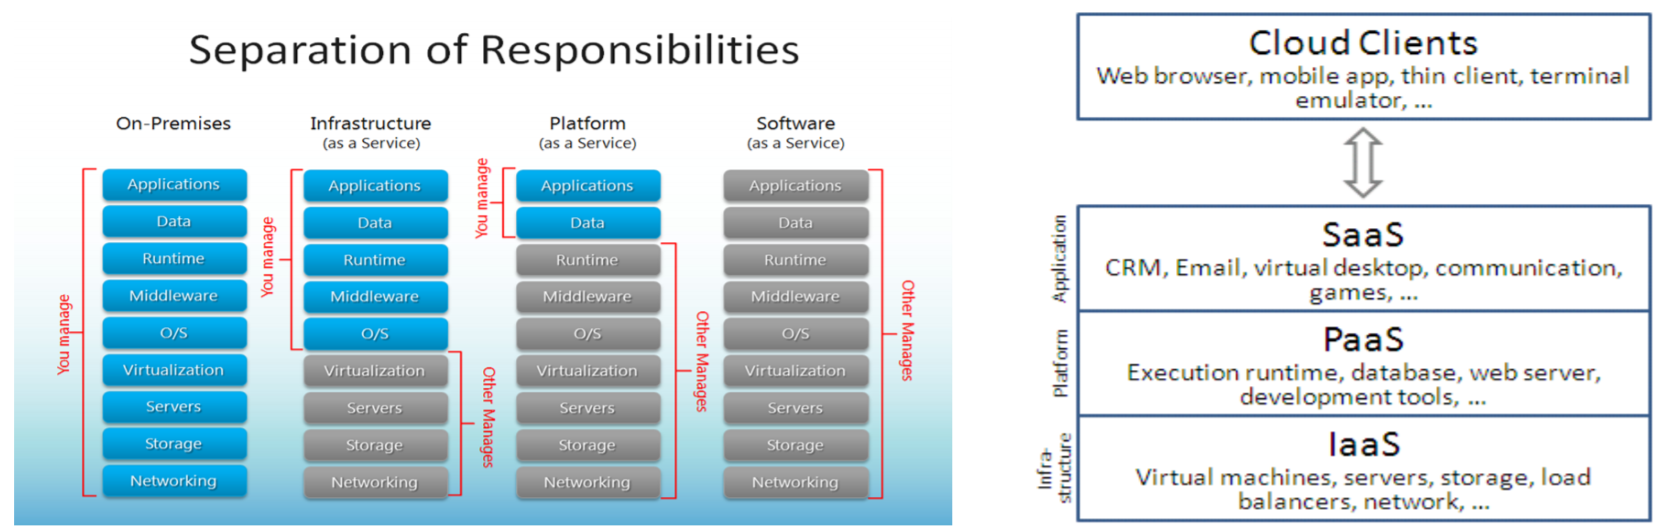 Separation of Responsibilities
On-Premises
You manage
Applications
Data
Runtime
Middleware
O/S
Virtualization
Servers
Storage
Networking
Infrastructure
(as a Service)
You manage
Applications
Data
Runtime
Middleware
O/S
Virtualization
Servers
Storage
Networking
Other Manages
Platform
(as a Service)
You manage
Applications
Data
Runtime
Middleware
O/S
Virtualization
Servers
Storage
Networking
Other Manages
Software
(as a Service)
Applications
Data
Runtime
Middleware
O/S
Virtualization
Servers
Storage
Networking
Other Manages
Cloud Clients
Web browser, mobile app, thin client, terminal
emulator, ...
Application
SaaS
CRM, Email, virtual desktop, communication,
games, ...
Platform
PaaS
Execution runtime, database, web server,
development tools, ...
Infra-
structure
IaaS
Virtual machines, servers, storage, load
balancers, network, ...